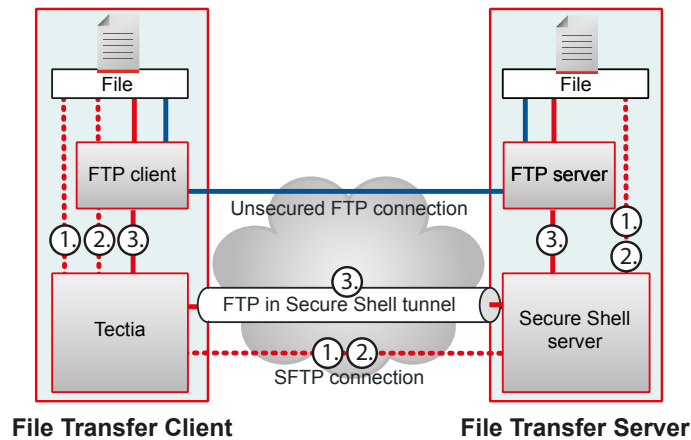 File
File
FTP client
FTP server
Unsecured FTP connection
1.
2.
3.
3.
1.
2.
3.
FTP in Secure Shell tunnel
Tectia
Secure Shell
server
1.
2.
SFTP connection
File Transfer Client
File Transfer Server